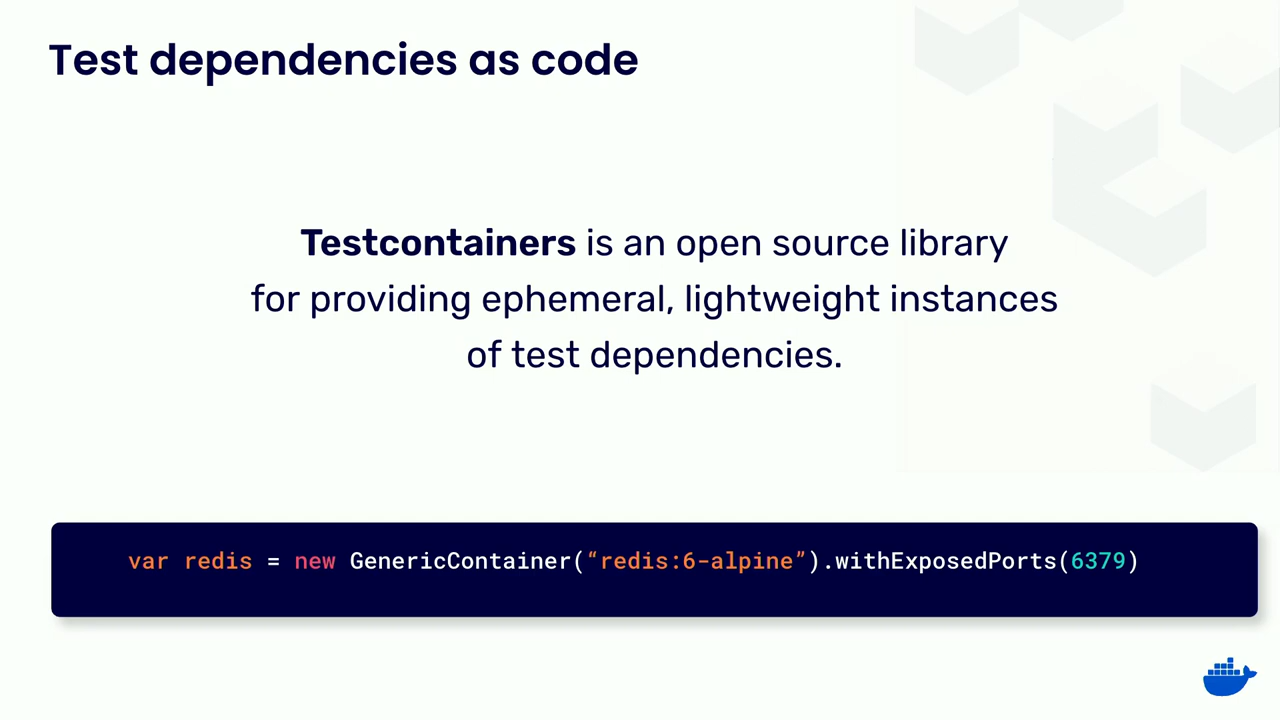 Test dependencies as code
Testcontainers is an open source library
for providing ephemeral, lightweight instances
of test dependencies.
var redis = new GenericContainer(“redis:6-alpine”).withExposedPorts(6379)